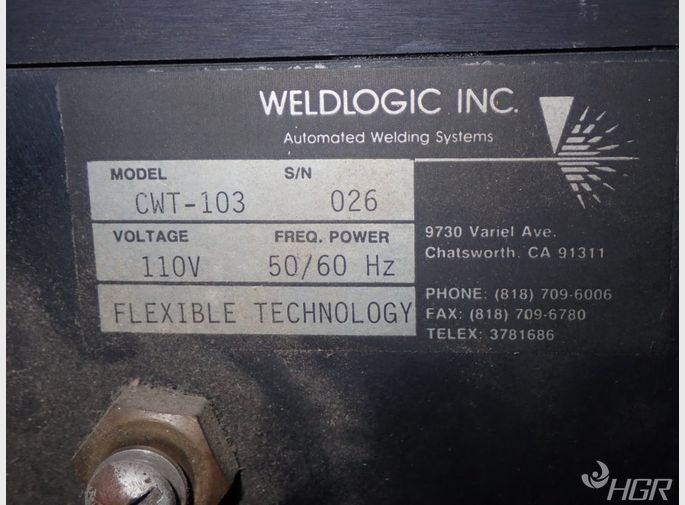 WELDLOGIC INC.
Automated Welding Systems
MODEL S/N
CWT-103 026
VOLTAGE FREQ. POWER
110V 50/60 Hz
FLEXIBLE TECHNOLOGY
9730 Variel Ave.
Chatsworth, CA 91311
PHONE: (818) 709-6006
FAX: (818) 709-6780
TELEX: 3781686
HGR